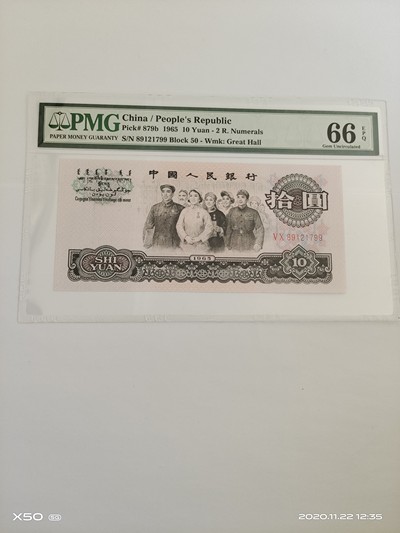 PMG
PAPER MONEY GUARANTY
China / People's Republic
Pick# 879b 1965 10 Yuan - 2 R. Numerals
S/N 89121799 Block 50 - Wmk: Great Hall
66 EPQ
Gem Uncirculated
中國人民銀行
拾圓
VX 89121799
1965
SHI
YUAN
10
X50 5G
2020.11.22 12:35